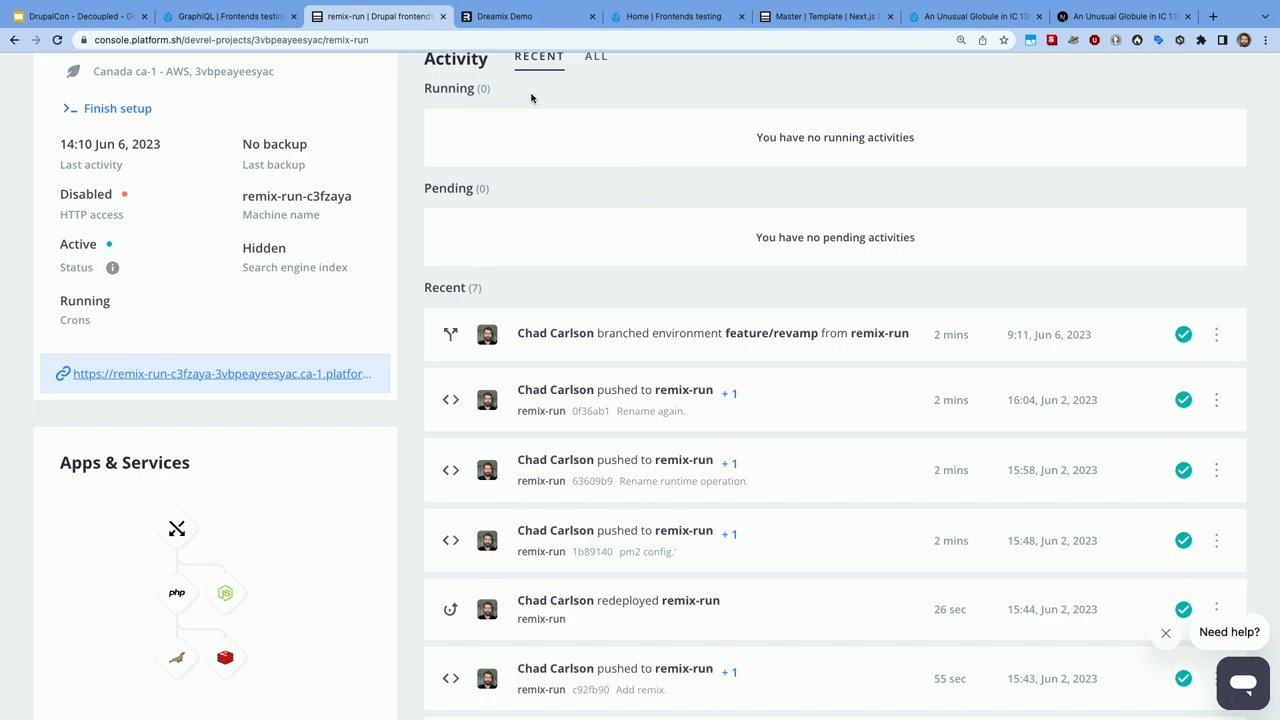 DrupalCon - Decoupled - Go
GraphiQL | Frontends testing
remix-run | Drupal frontends
Dreamix Demo
Home | Frontends testing
Master | Template | Next.js
An Unusual Globule in IC 13
An Unusual Globule in IC 13
console.platform.sh/devrel-projects/3vbpeayeesyac/remix-run
Canada ca-1 - AWS, 3vbpeayeesyac
Finish setup
14:10 Jun 6, 2023
Last activity
No backup
Last backup
Disabled
HTTP access
remix-run-c3fzaya
Machine name
Active
Status
Hidden
Search engine index
Running
Crons
https://remix-run-c3fzaya-3vbpeayeesyac.ca-1.platfor...
Apps & Services
php
JS
Activity
RECENT
ALL
Running (0)
You have no running activities
Pending (0)
You have no pending activities
Recent (7)
Chad Carlson branched environment feature/revamp from remix-run
2 mins
9:11, Jun 6, 2023
Chad Carlson pushed to remix-run + 1
remix-run 0f36ab1 Rename again.
2 mins
16:04, Jun 2, 2023
Chad Carlson pushed to remix-run + 1
remix-run 63609b9 Rename runtime operation.
2 mins
15:58, Jun 2, 2023
Chad Carlson pushed to remix-run + 1
remix-run 1b89140 pm2 config.'
2 mins
15:48, Jun 2, 2023
Chad Carlson redeployed remix-run
remix-run
26 sec
15:44, Jun 2, 2023
Chad Carlson pushed to remix-run + 1
remix-run c92fb90 Add remix.
55 sec
15:43, Jun 2, 2023
Need help?